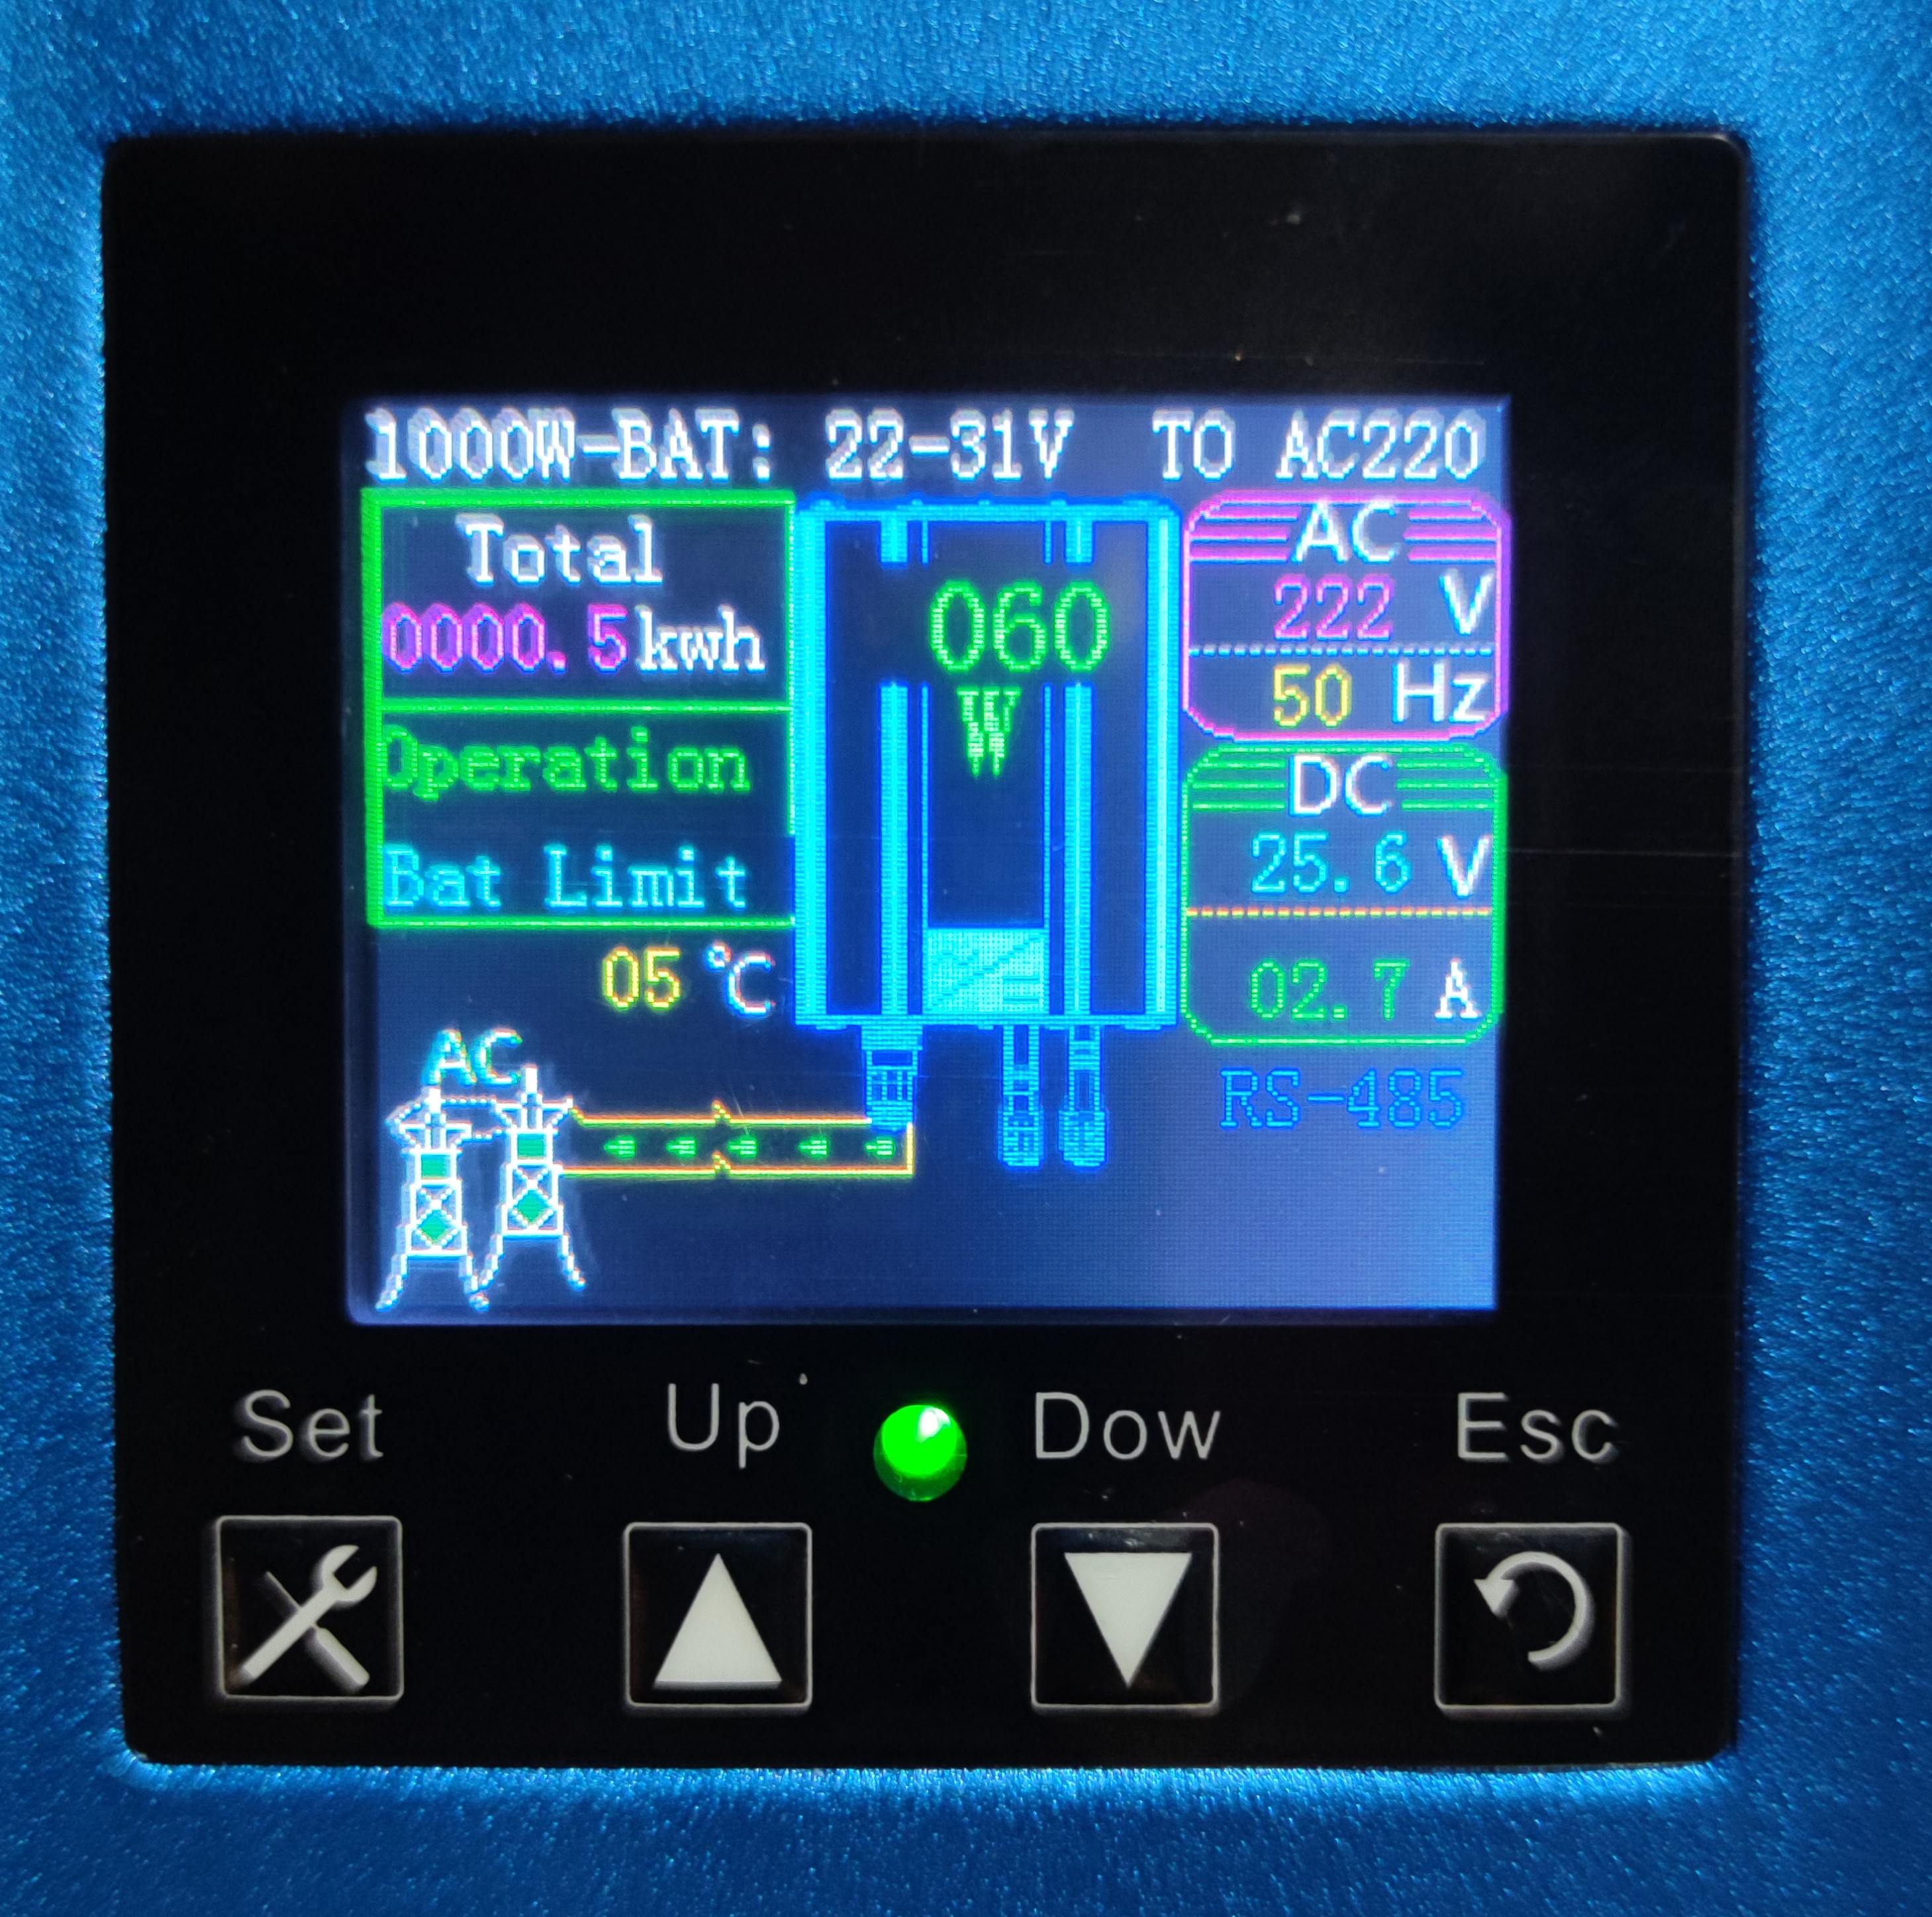 1000W-BAT: 22-31V TO AC220
Total
0000.5kwh
Operation
Bat Limit
05 °C
AC
060
W
AC
222 V
50 Hz
DC
25.6 V
02.7 A
RS-485
Set Up Dow Esc